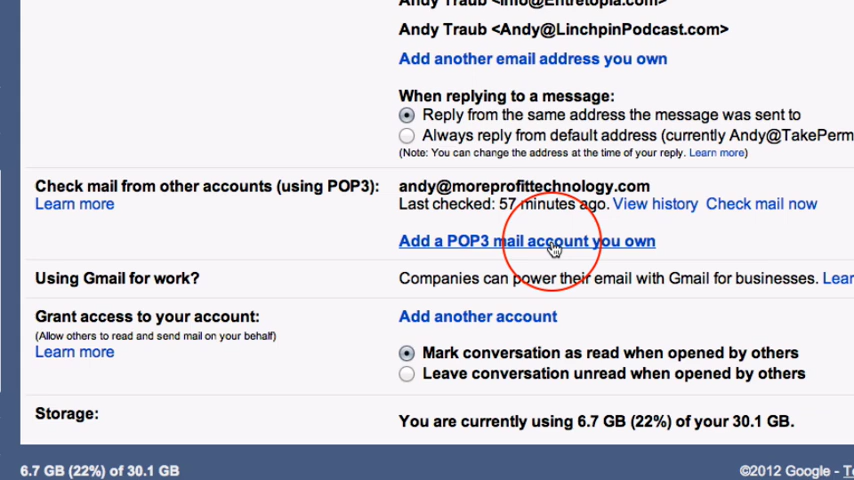 Andy Traub <info@Entretopia.com>
Andy Traub <Andy@LinchpinPodcast.com>
Add another email address you own
When replying to a message:
Reply from the same address the message was sent to
Always reply from default address (currently Andy@TakePerm
(Note: You can change the address at the time of your reply. Learn more)
Check mail from other accounts (using POP3): andy@moreprofittechnology.com
Learn more Last checked: 57 minutes ago. View history Check mail now
Add a POP3 mail account you own
Using Gmail for work? Companies can power their email with Gmail for businesses. Lear
Grant access to your account: Add another account
(Allow others to read and send mail on your behalf)
Learn more Mark conversation as read when opened by others
Leave conversation unread when opened by others
Storage: You are currently using 6.7 GB (22%) of your 30.1 GB.
6.7 GB (22%) of 30.1 GB ©2012 Google - Te